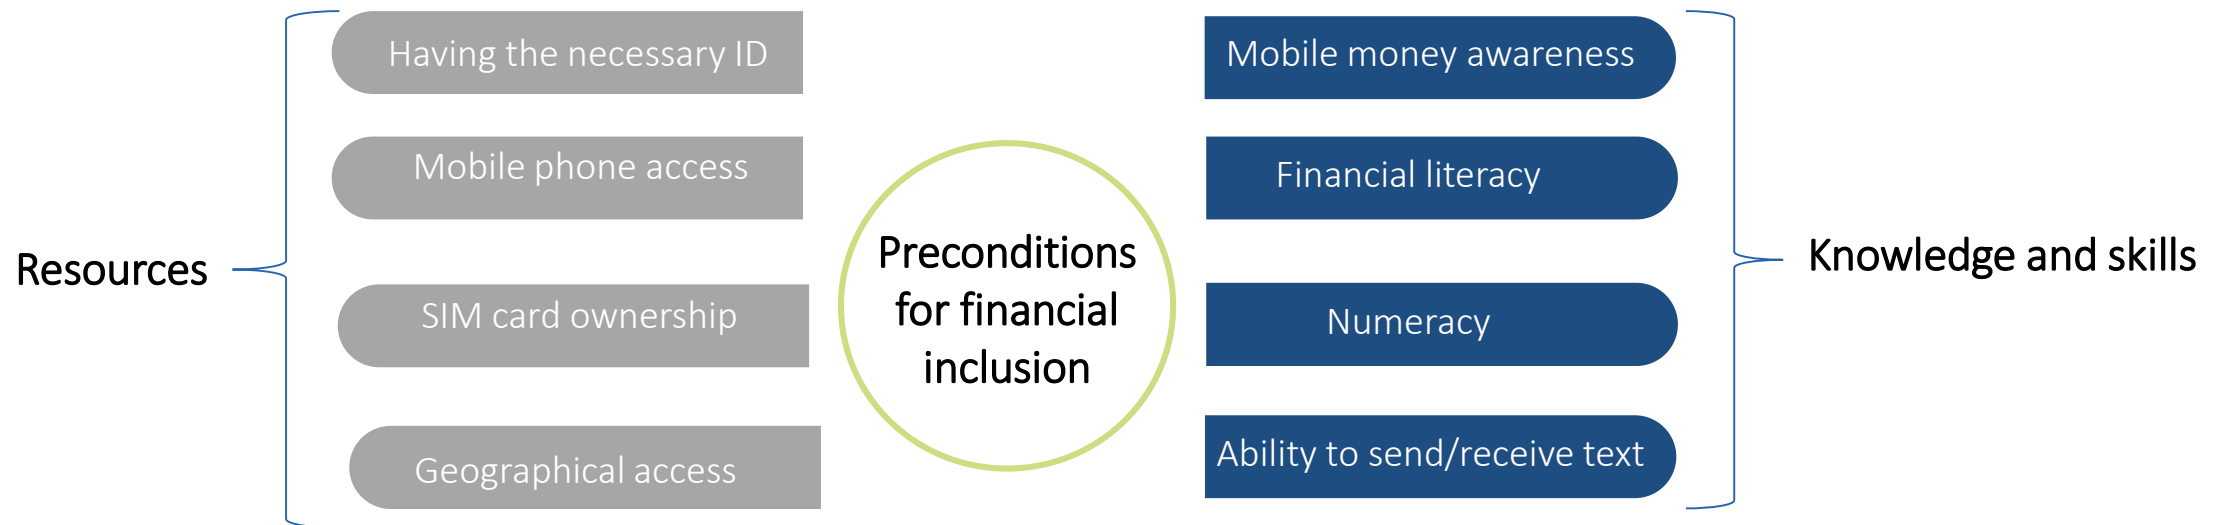 Resources
Having the necessary ID
Mobile phone access
SIM card ownership
Geographical access
Preconditions
for financial
inclusion
Mobile money awareness
Financial literacy
Numeracy
Ability to send/receive text
Knowledge and skills